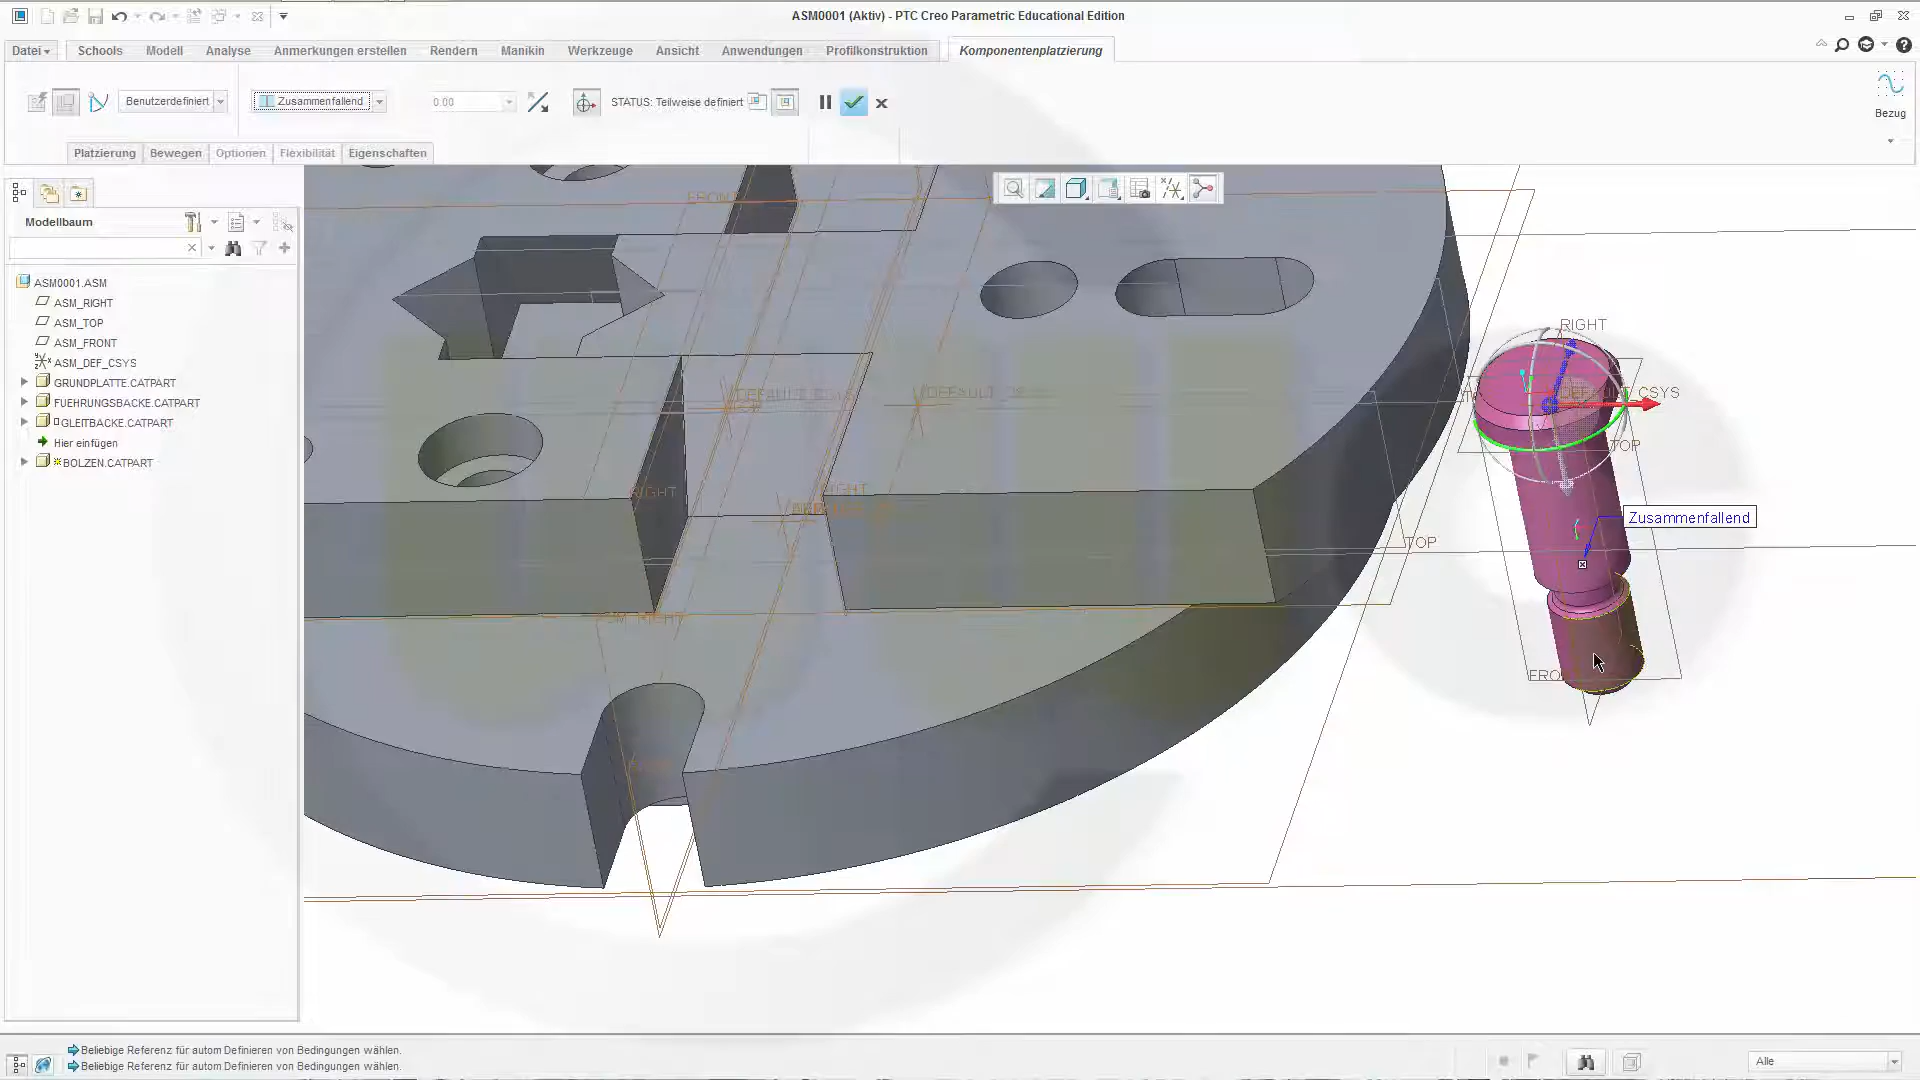 ASM0001 (Aktiv) - PTC Creo Parametric Educational Edition
Datei Schools Modell Analyse Anmerkungen erstellen Rendern Manikin Werkzeuge Ansicht Anwendungen Profilkonstruktion Komponentenplatzierung
Benutzerdefiniert Zusammenfallend 0.00 STATUS: Teilweise definiert
Bezug
Platzierung Bewegen Optionen Flexibilität Eigenschaften
Modellbaum
ASM0001.ASM
ASM_RIGHT
ASM_TOP
ASM_FRONT
ASM_DEF_CSYS
GRUNDPLATTE.CATPART
FUEHRUNGSBACKE.CATPART
GLEITBACKE.CATPART
Hier einfügen
BOLZEN.CATPART
FRONT
RIGHT
TOP
Zusammenfallend
TOP
RIGHT
RIGHT
ASM_RIGHT
Beliebige Referenz für autom Definieren von Bedingungen wählen.
Beliebige Referenz für autom Definieren von Bedingungen wählen.
Alle